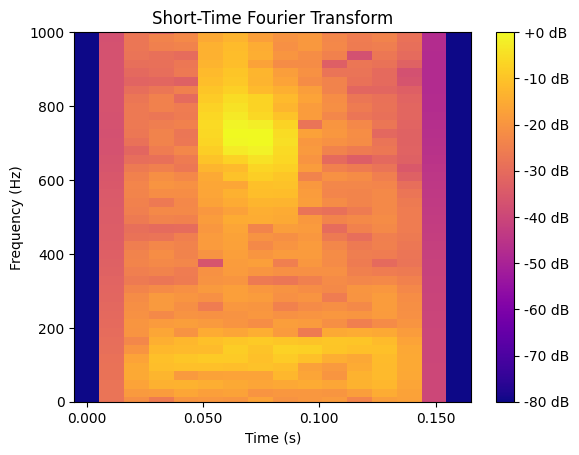 Short-Time Fourier Transform
1000
800
600
400
200
0
Frequency (Hz)
0.000
0.050
0.100
0.150
Time (s)
+0 dB
-10 dB
-20 dB
-30 dB
-40 dB
-50 dB
-60 dB
-70 dB
-80 dB